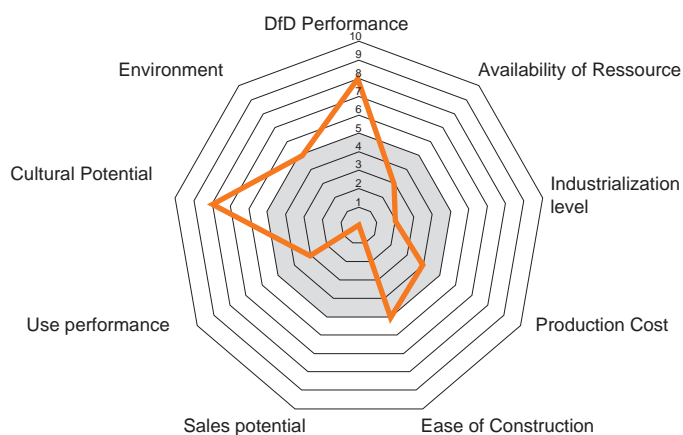 DfD Performance
10
9
8
7
6
5
4
3
2
1
Environment
Availability of Ressource
Cultural Potential
Industrialization
level
Use performance
Production Cost
Sales potential
Ease of Construction